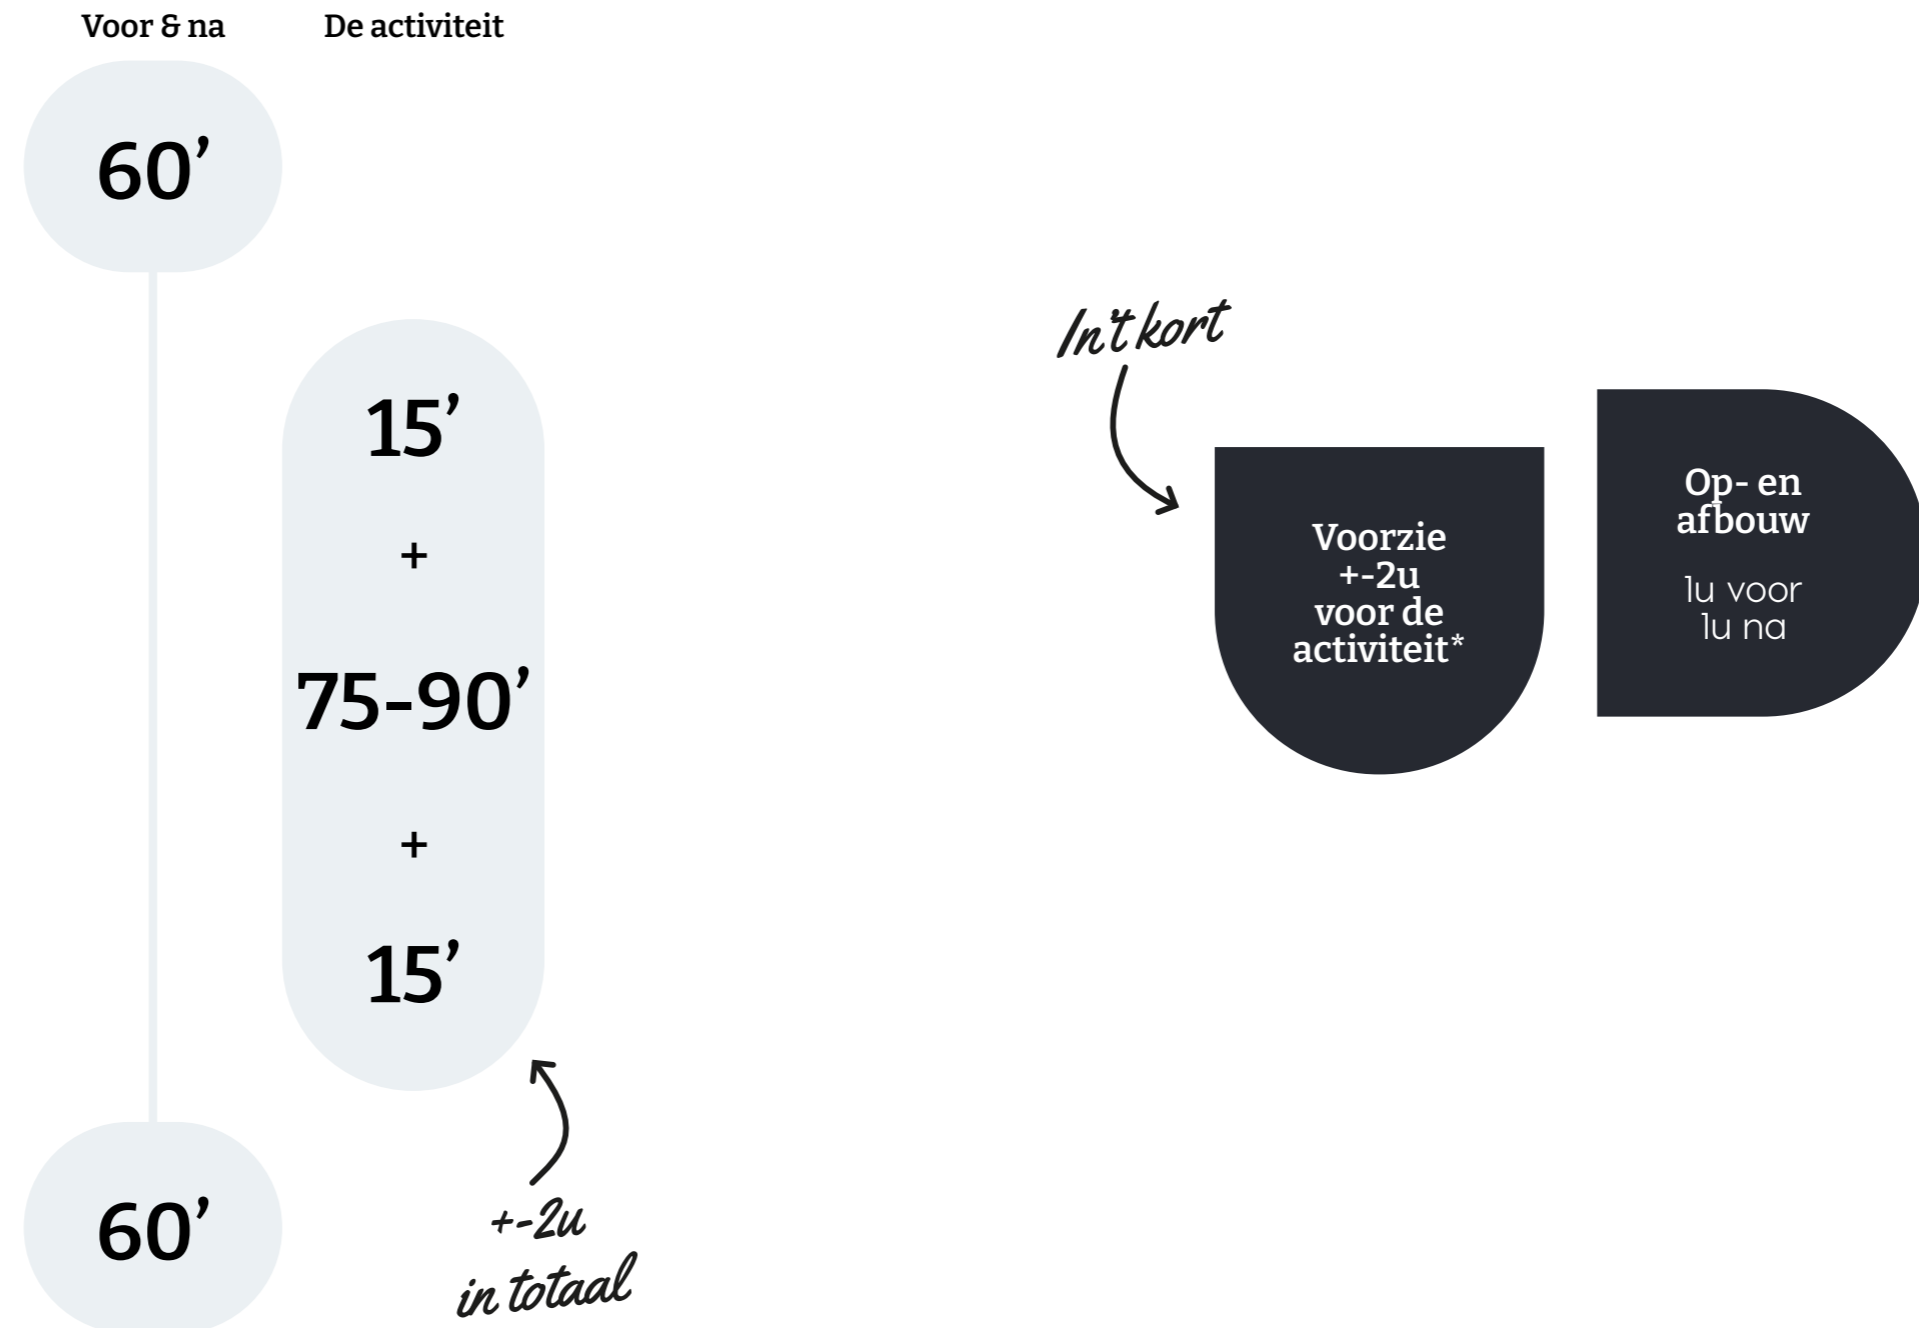 Voor & na
De activiteit
60’
15’
+
75-90’
+
15’
60’
+-2u
in totaal
In’t kort
Voorzie
+-2u
voor de
activiteit*
Op- en
afbouw
1u voor
1u na